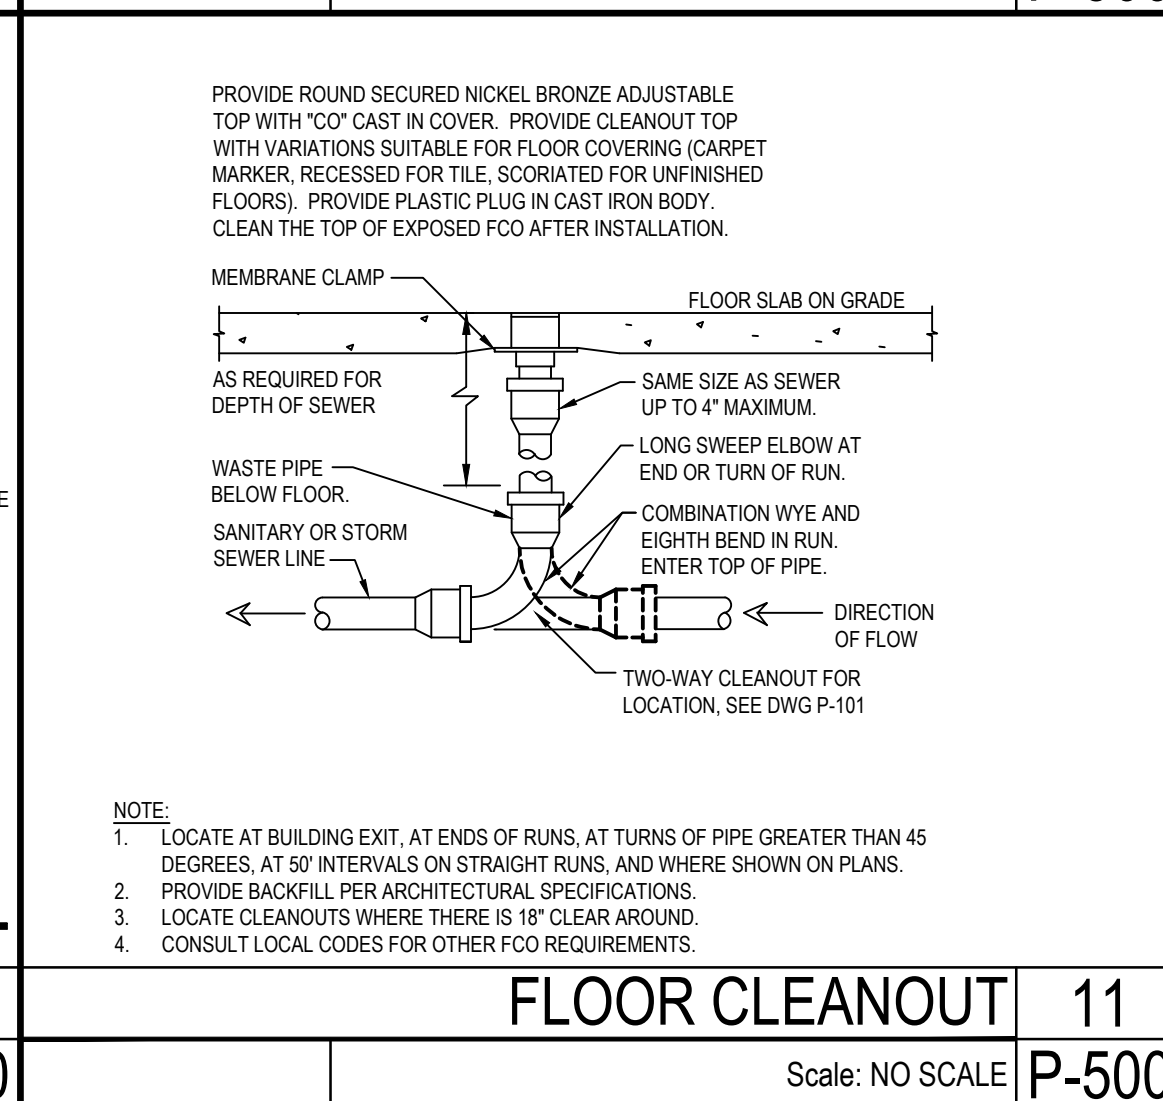 PROVIDE ROUND SECURED NICKEL BRONZE ADJUSTABLE
TOP WITH "CO" CAST IN COVER. PROVIDE CLEANOUT TOP
WITH VARIATIONS SUITABLE FOR FLOOR COVERING (CARPET
MARKER, RECESSED FOR TILE, SCORIATED FOR UNFINISHED
FLOORS). PROVIDE PLASTIC PLUG IN CAST IRON BODY.
CLEAN THE TOP OF EXPOSED FCO AFTER INSTALLATION.
MEMBRANE CLAMP
FLOOR SLAB ON GRADE
AS REQUIRED FOR
DEPTH OF SEWER
SAME SIZE AS SEWER
UP TO 4" MAXIMUM.
LONG SWEEP ELBOW AT
END OR TURN OF RUN.
WASTE PIPE
BELOW FLOOR.
E
COMBINATION WYE AND
EIGHTH BEND IN RUN.
ENTER TOP OF PIPE.
SANITARY OR STORM
SEWER LINE
DIRECTION
OF FLOW
TWO-WAY CLEANOUT FOR
LOCATION, SEE DWG P-101
NOTE:
1. LOCATE AT BUILDING EXIT, AT ENDS OF RUNS, AT TURNS OF PIPE GREATER THAN 45
DEGREES, AT 50' INTERVALS ON STRAIGHT RUNS, AND WHERE SHOWN ON PLANS.
2. PROVIDE BACKFILL PER ARCHITECTURAL SPECIFICATIONS.
3. LOCATE CLEANOUTS WHERE THERE IS 18" CLEAR AROUND.
4. CONSULT LOCAL CODES FOR OTHER FCO REQUIREMENTS.
FLOOR CLEANOUT
11
Scale: NO SCALE
P-500